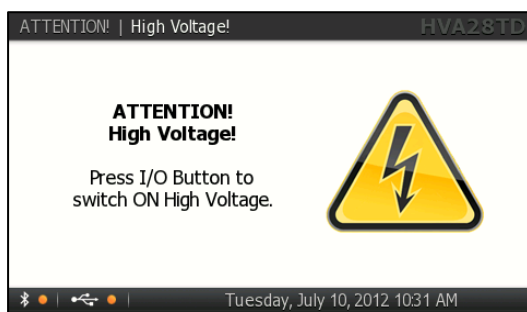 ATTENTION! | High Voltage! HVA28TD
ATTENTION!
High Voltage!
Press I/O Button to
switch ON High Voltage.
Tuesday, July 10, 2012 10:31 AM